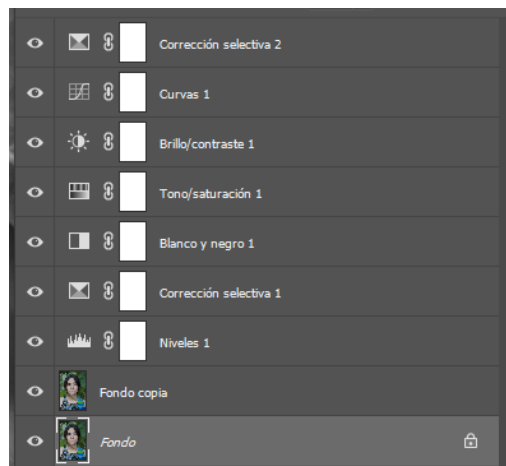 Corrección selectiva 2
Curvas 1
Brillo/contraste 1
Tono/saturación 1
Blanco y negro 1
Corrección selectiva 1
Niveles 1
Fondo copia
Fondo